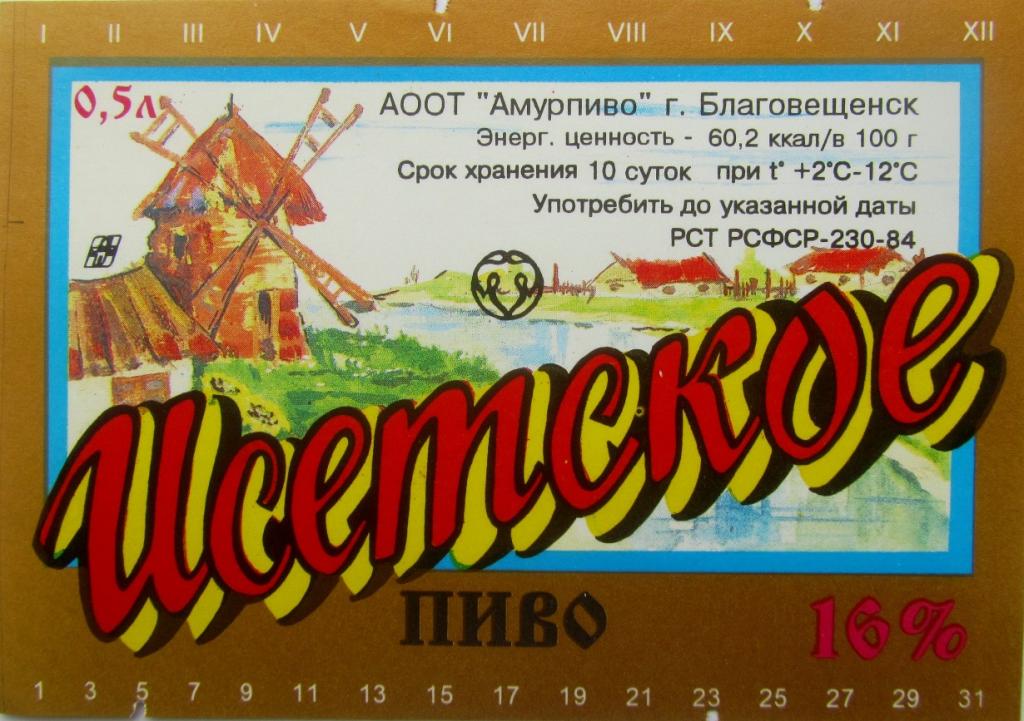 I II III IV V VI VII VIII IX X XI XII
0,5л
АООТ "Амурпиво" г. Благовещенск
Энерг. ценность - 60,2 ккал/в 100 г
Срок хранения 10 суток при t° +2°С-12°С
Употребить до указанной даты
РСТ РСФСР-230-84
Исетское
пиво
16%
1 3 5 7 9 11 13 15 17 19 21 23 25 27 29 31